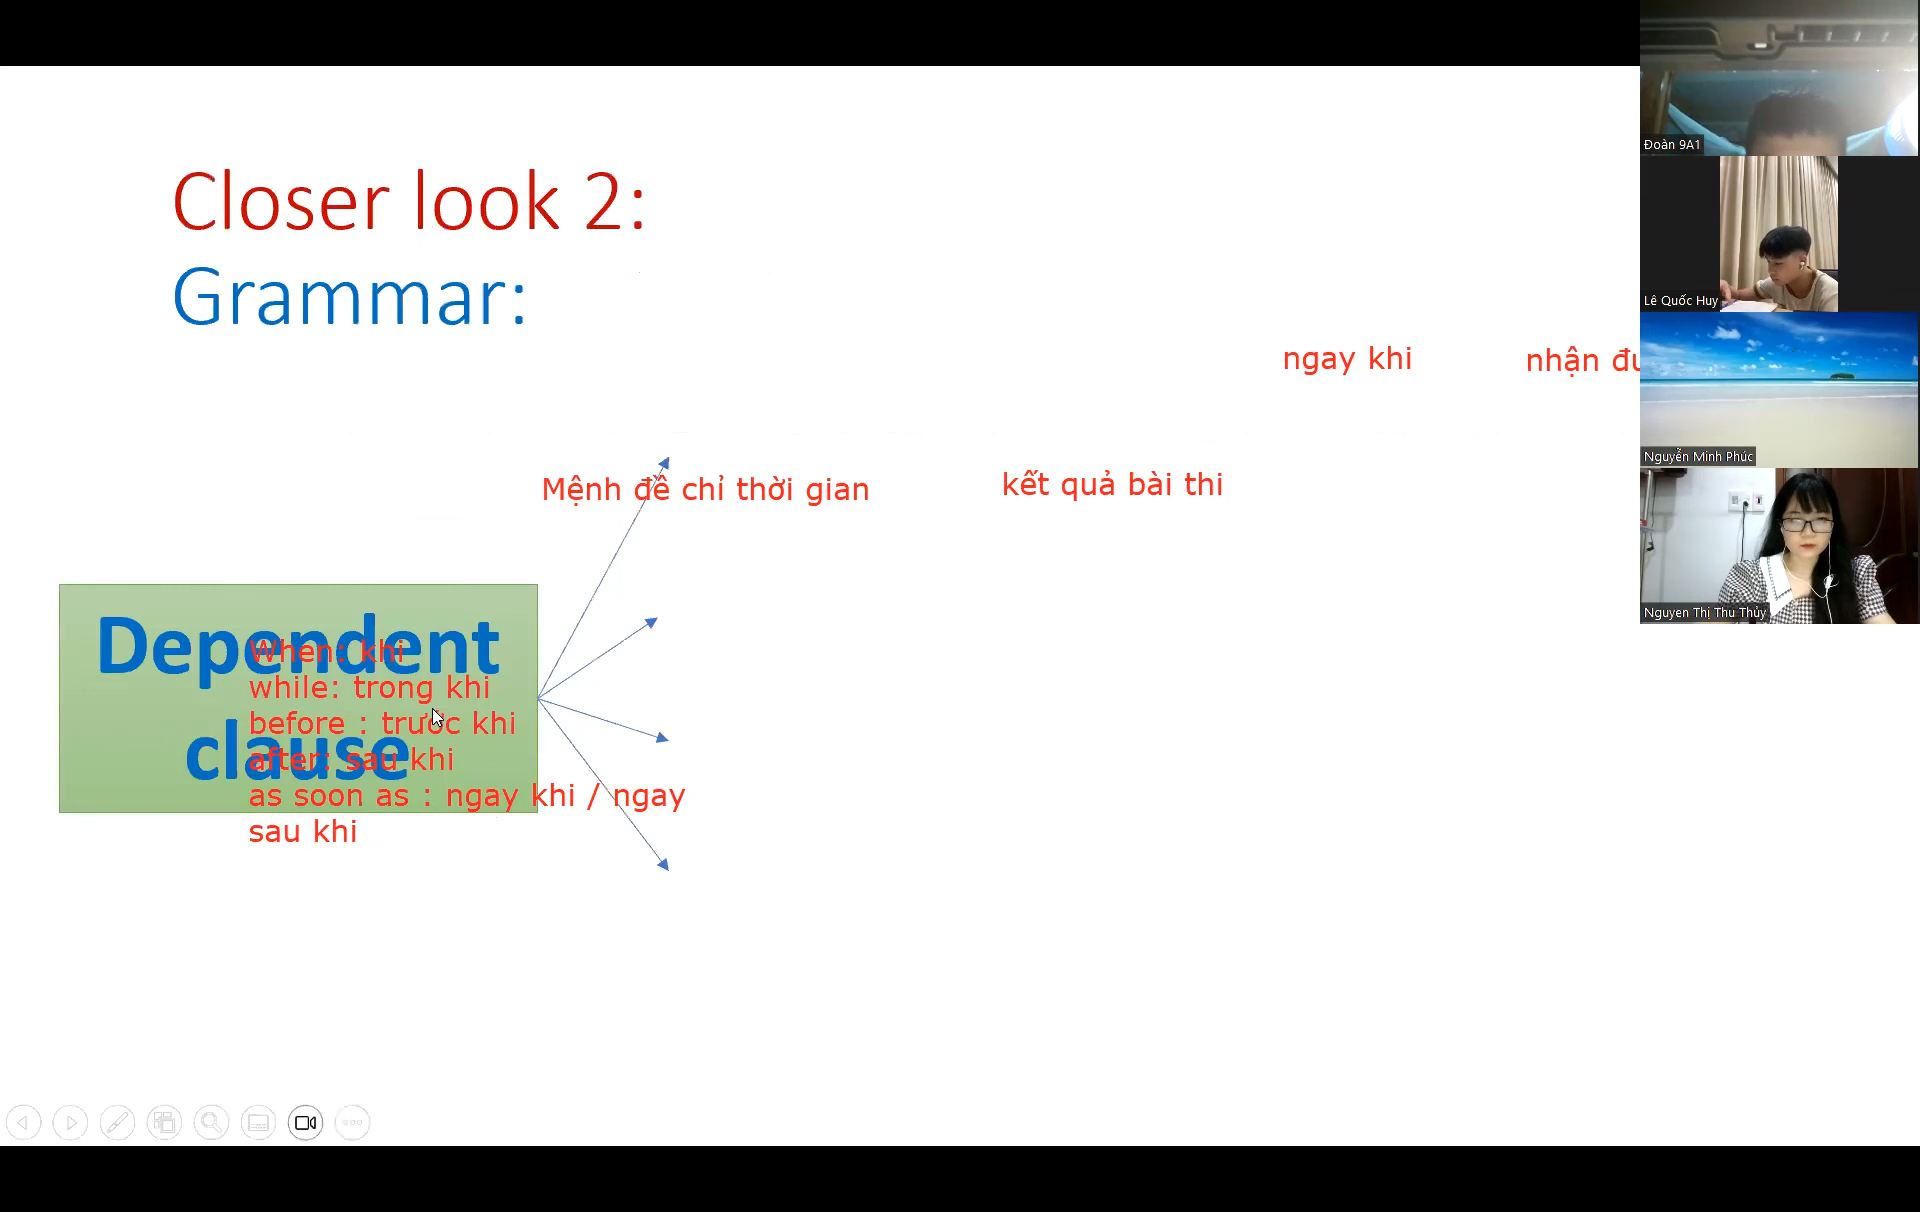 Closer look 2:
Grammar:
ngay khi
nhận
Mệnh đề chỉ thời gian
kết quả bài thi
Dependent
clause
When: khi
while: trong khi
before : trước khi
after: sau khi
as soon as : ngay khi / ngay
sau khi
Đoàn 9A1
Lê Quốc Huy
Nguyễn Minh Phúc
Nguyen Thị Thu Thủy